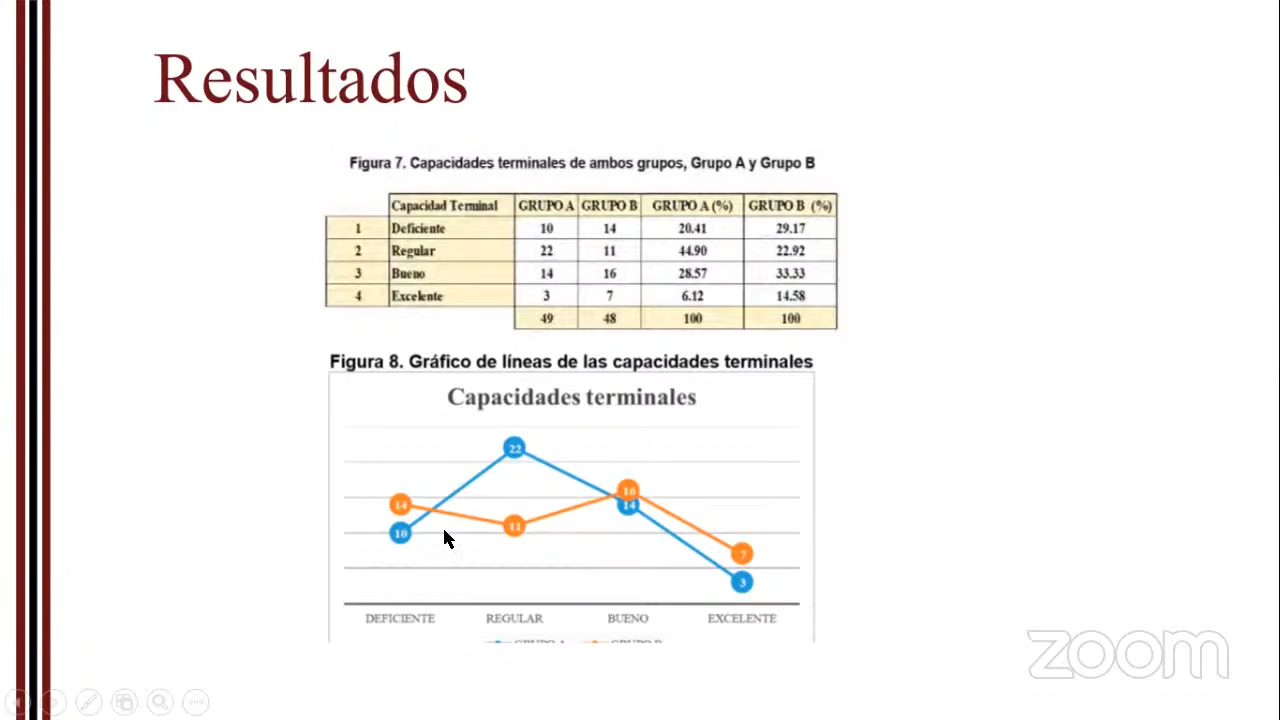 Resultados
Figura 7. Capacidades terminales de ambos grupos, Grupo A y Grupo B
Capacidad Terminal GRUPO A GRUPO B GRUPO A (%) GRUPO B (%)
1 Deficiente 10 14 20.41 29.17
2 Regular 22 11 44.90 22.92
3 Bueno 14 16 28.57 33.33
4 Excelente 3 7 6.12 14.58
49 48 100 100
Figura 8. Gráfico de líneas de las capacidades terminales
Capacidades terminales
22
14 16
10 11 14
7
3
DEFICIENTE REGULAR BUENO EXCELENTE
zoom